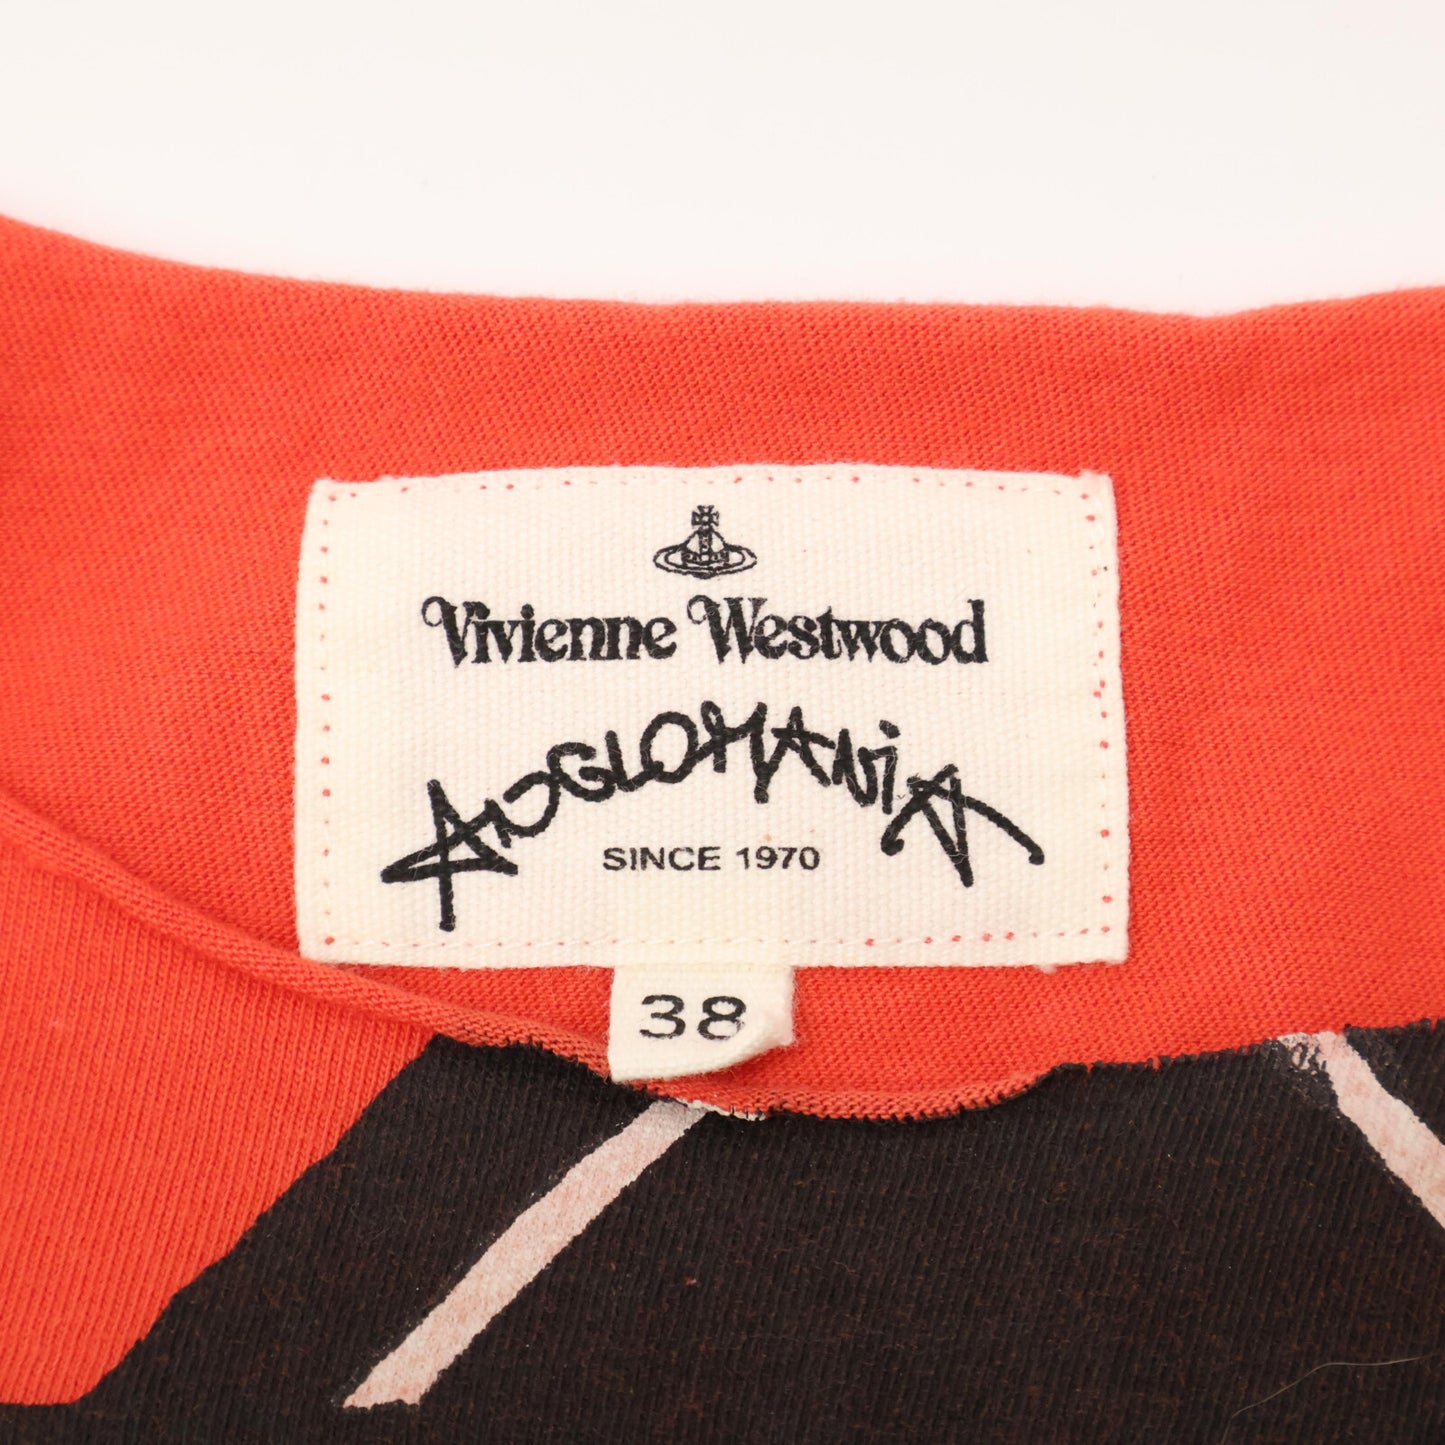 Vivienne Westwood
ANGLOMANiA
SINCE 1970
38